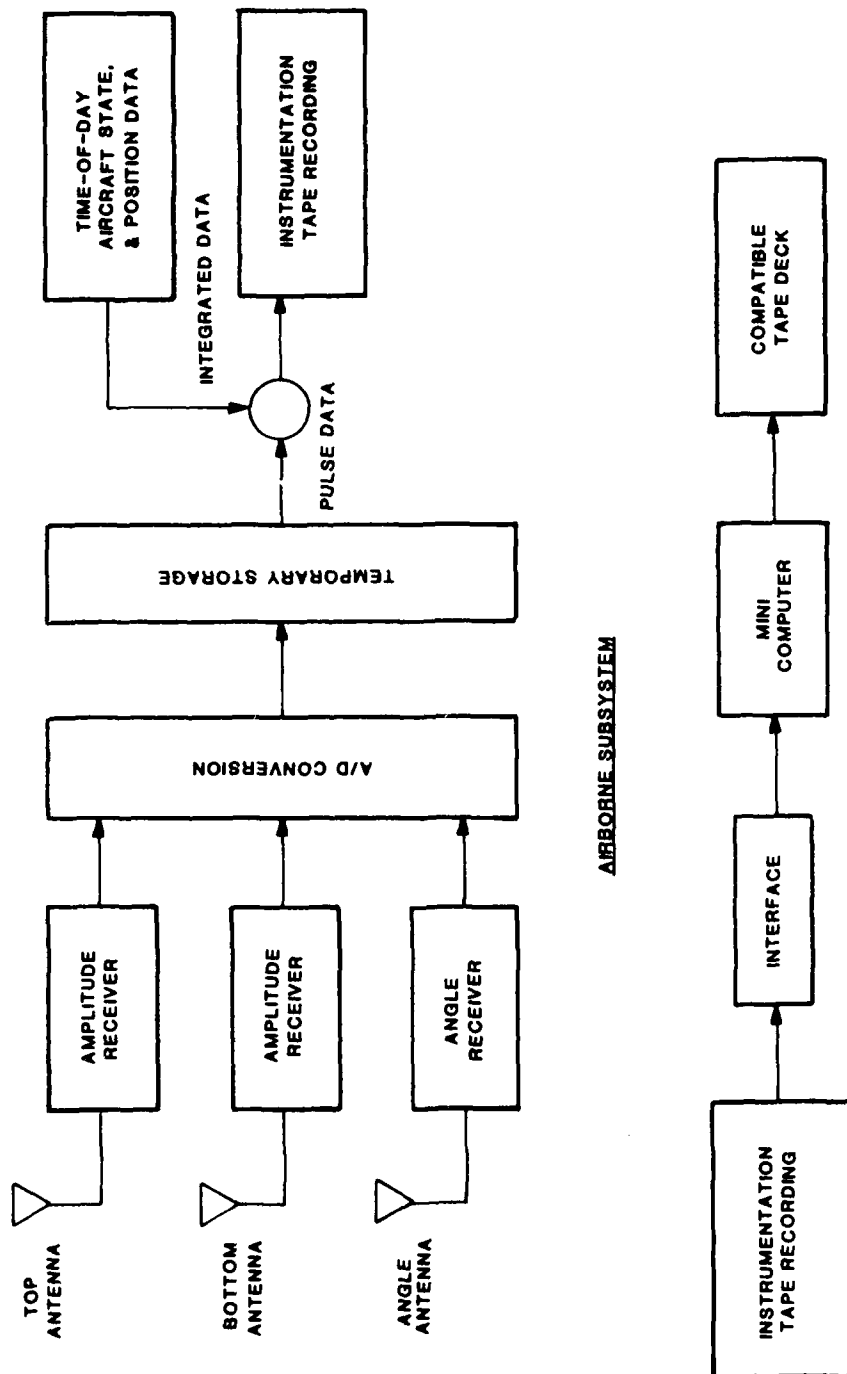 TOP
ANTENNA
BOTTOM
ANTENNA
ANGLE
ANTENNA
AMPLITUDE
RECEIVER
AMPLITUDE
RECEIVER
ANGLE
RECEIVER
A/D CONVERSION
TEMPORARY STORAGE
PULSE DATA
INTEGRATED DATA
TIME-OF-DAY
AIRCRAFT STATE,
& POSITION DATA
INSTRUMENTATION
TAPE RECORDING
AIRBORNE SUBSYSTEM
INSTRUMENTATION
TAPE RECORDING
INTERFACE
MINI
COMPUTER
COMPATIBLE
TAPE DECK